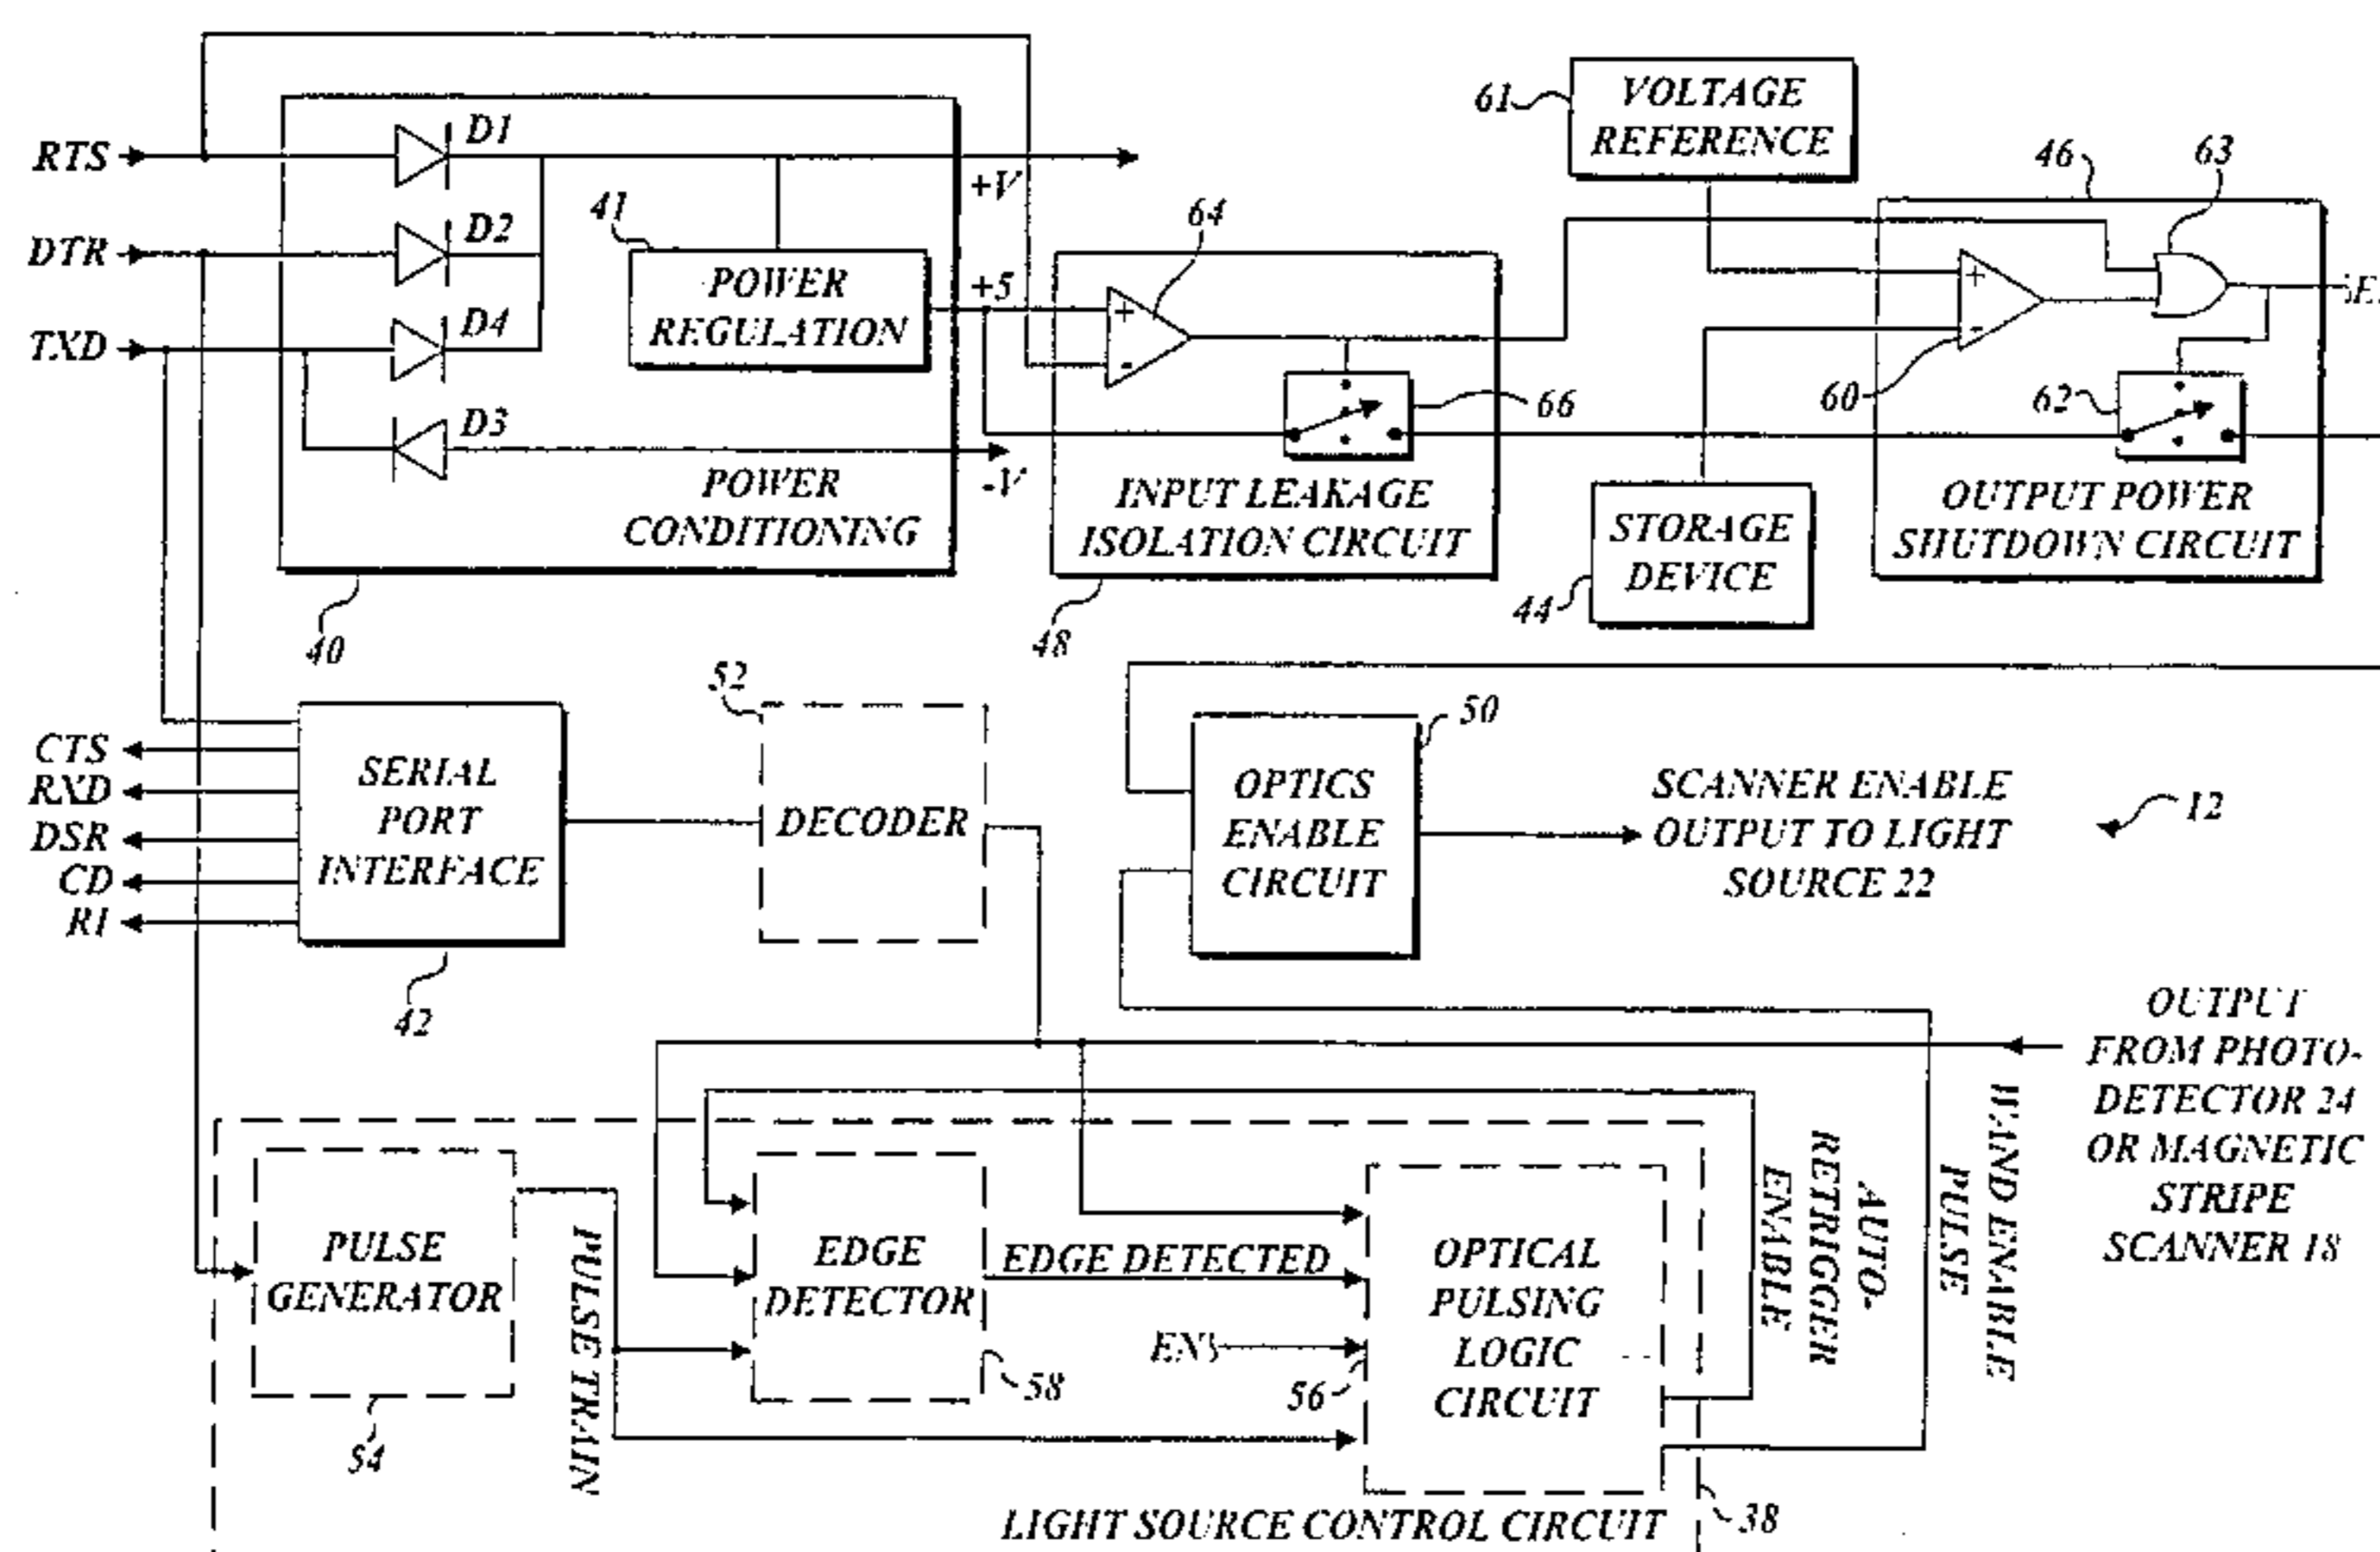 RTS
DTR
TXD
D1
D2
D4
D3
41
POWER
REGULATION
POWER
CONDITIONING
40
+V
+5
-V
64
66
INPUT LEAKAGE
ISOLATION CIRCUIT
48
61
VOLTAGE
REFERENCE
STORAGE
DEVICE
44
46
63
60
62
OUTPUT POWER
SHUTDOWN CIRCUIT
CTS
RXD
DSR
CD
RI
SERIAL
PORT
INTERFACE
42
52
DECODER
50
OPTICS
ENABLE
CIRCUIT
SCANNER ENABLE
OUTPUT TO LIGHT
SOURCE 22
12
OUTPUT
FROM PHOTO-
DETECTOR 24
OR MAGNETIC
STRIPE
SCANNER 18
PULSE
GENERATOR
54
PULSE TRAIN
EDGE
DETECTOR
58
EDGE DETECTED
EN
56
OPTICAL
PULSING
LOGIC
CIRCUIT
AUTO-
RETRIGGER
ENABLE
WAND ENABLE
PULSE
LIGHT SOURCE CONTROL CIRCUIT
38